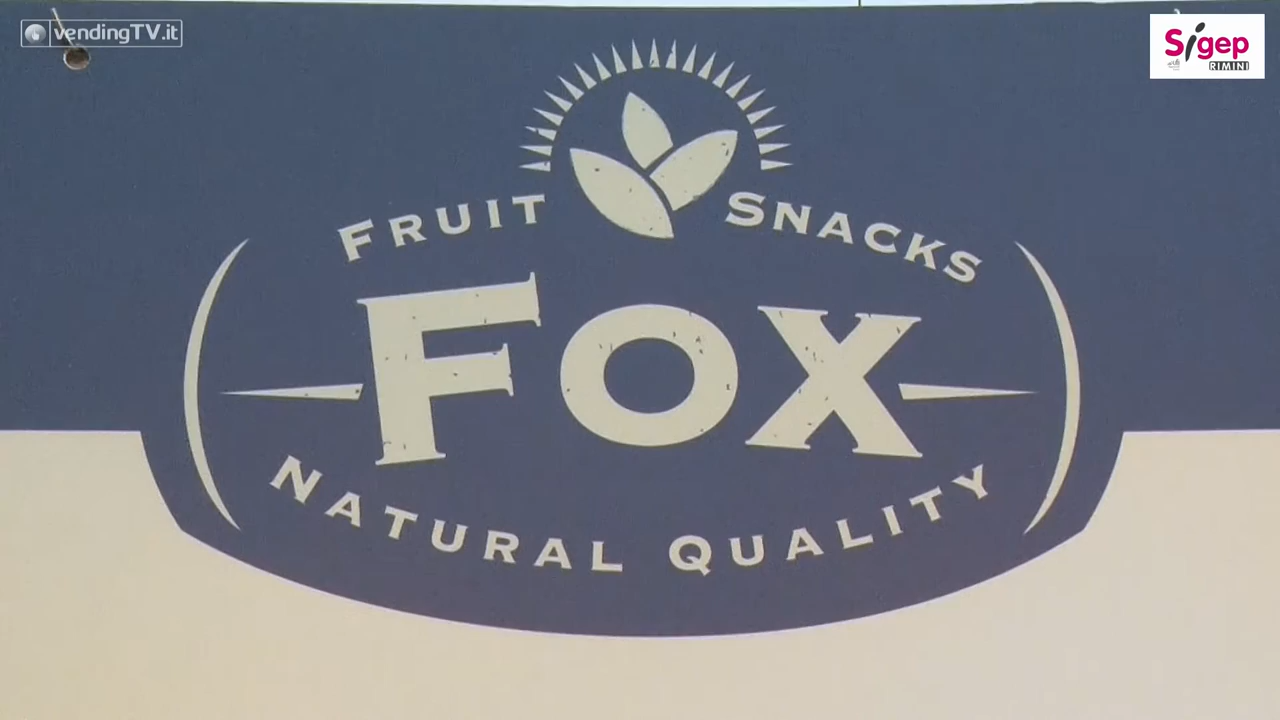 vendingTV.it
Sigep
RIMINI
FRUIT SNACKS
FOX
NATURAL QUALITY